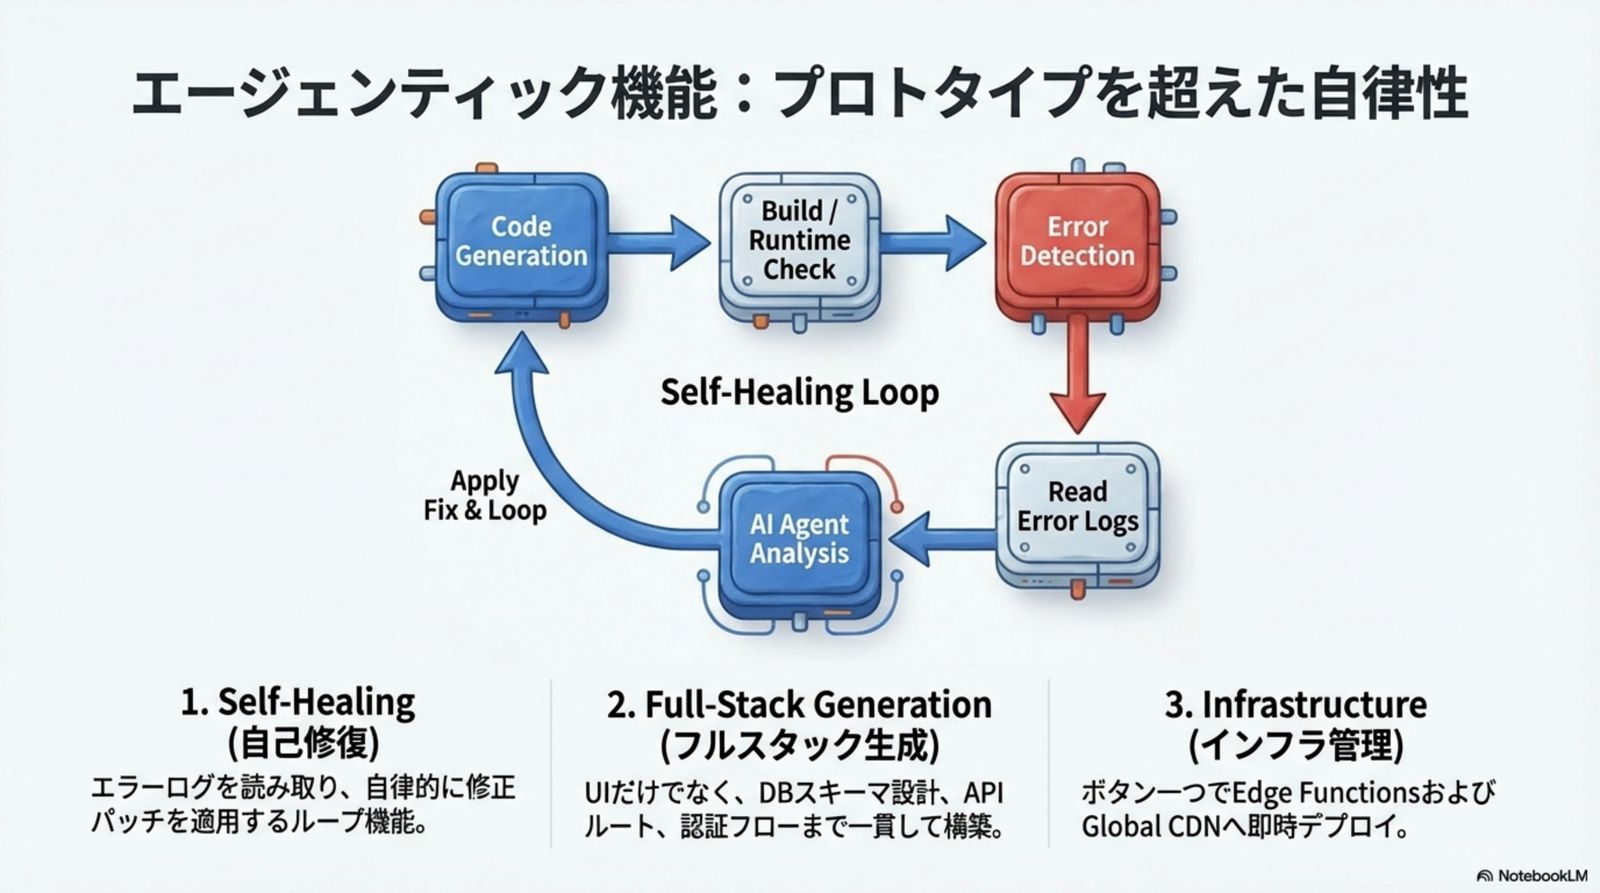 エージェンティック機能：プロトタイプを超えた自律性
Code
Generation
Build /
Runtime
Check
Error
Detection
Self-Healing Loop
Apply
Fix & Loop
AI Agent
Analysis
Read
Error Logs
1. Self-Healing
(自己修復)
エラーログを読み取り、自律的に修正
パッチを適用するループ機能。
2. Full-Stack Generation
(フルスタック生成)
UIだけでなく、DBスキーマ設計、API
ルート、認証フローまで一貫して構築。
3. Infrastructure
(インフラ管理)
ボタン一つでEdge Functionsおよび
Global CDNへ即時デプロイ。
NotebookLM